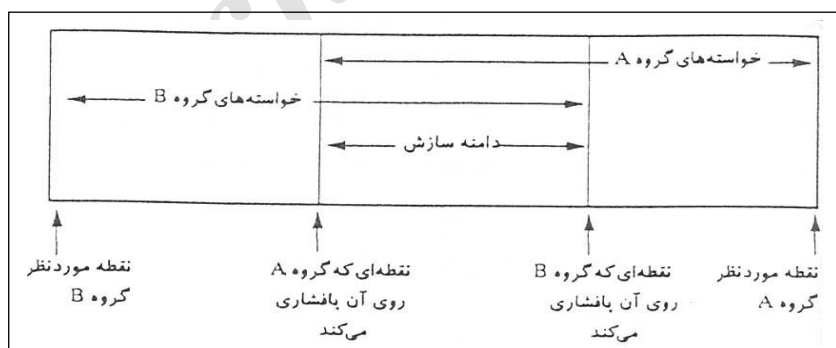 خواسته‌های گروه A
خواسته‌های گروه B
دامنه سازش
نقطه موردنظر
گروه A
نقطه‌ای که گروه B
روی آن پافشاری
می‌کند
نقطه‌ای که گروه A
روی آن پافشاری
می‌کند
نقطه موردنظر
گروه B